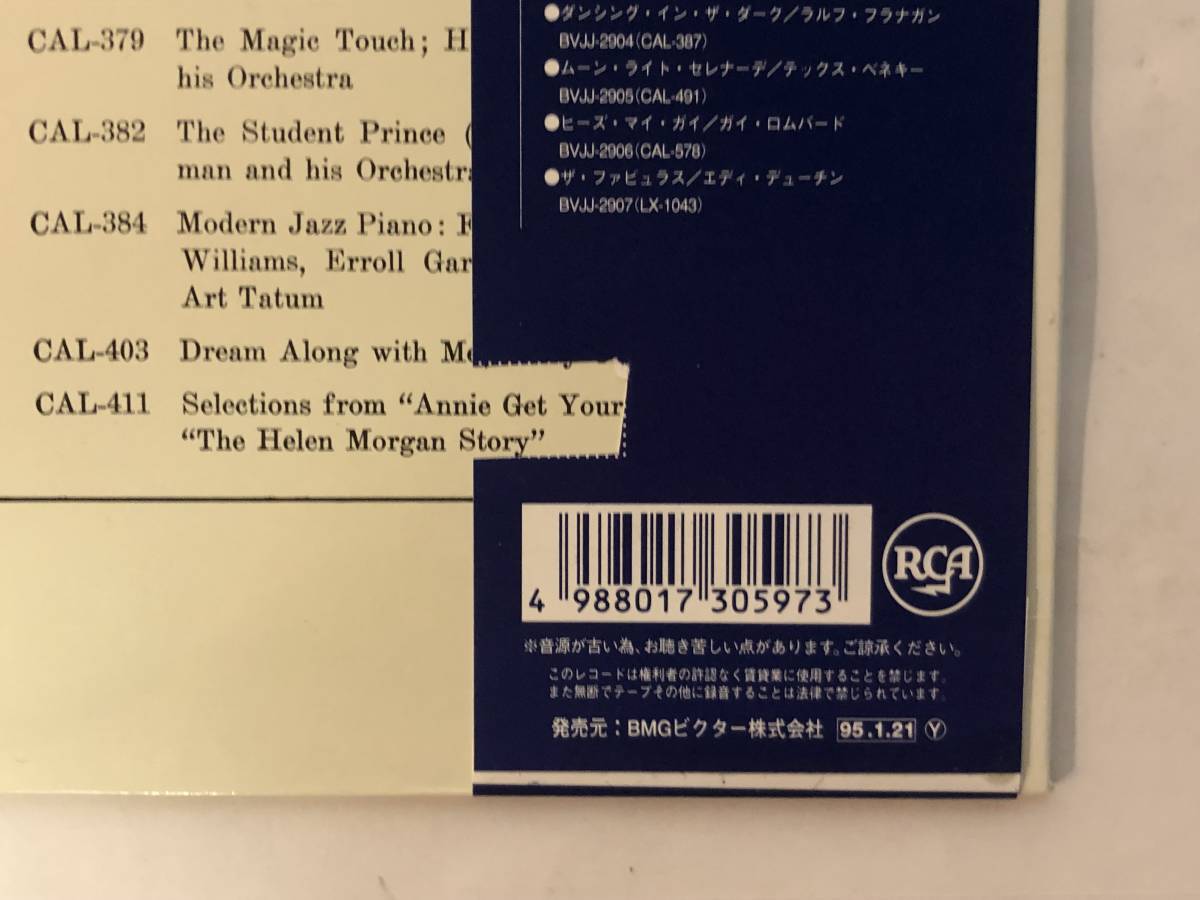 CAL-379 The Magic Touch; H
his Orchestra
CAL-382 The Student Prince (
man and his Orchestr
CAL-384 Modern Jazz Piano:
Williams, Erroll Gar
Art Tatum
CAL-403 Dream Along with M
CAL-411 Selections from “Annie Get Your
“The Helen Morgan Story”
●ダンシング・イン・ザ・ダーク/ラルフ・フラナガン
BVJJ-2904(CAL-387)
●ムーン・ライト・セレナーデ/テックス・ベネキー
BVJJ-2905(CAL-491)
●ヒーズ・マイ・ガイ/ガイ・ロムバード
BVJJ-2906(CAL-578)
●ザ・ファビュラス/エディ・デューチン
BVJJ-2907(LX-1043)
4 988017 305973
RCA
※音源が古い為、お聴き苦しい点があります。ご諒承ください。
このレコードは権利者の許諾なく賃貸業に使用することを禁じます。
また無断でテープその他に録音することは法律で禁じられています。
発売元：BMGビクター株式会社 95.1.21 Ⓨ